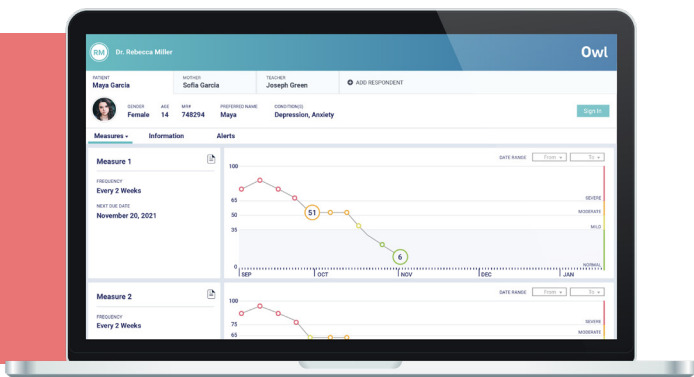 RM Dr. Rebecca Miller Owl
PATIENT MOTHER TEACHER
Maya Garcia Sofia Garcia Joseph Green ADD RESPONDENT
GENDER AGE PREFERRED NAME CONDITION(S)
Female 14 748294 Maya Depression, Anxiety Sign In
Measures Information Alerts
Measure 1
FREQUENCY
Every 2 Weeks
NEXT DUE DATE
November 20, 2021
DATE RANGE From To
100
65 SEVERE
51
50 MODERATE
35 MILD
6
0 NORMAL
SEP OCT NOV DEC JAN
Measure 2
FREQUENCY
Every 2 Weeks
DATE RANGE From To
100
75 SEVERE
65 MODERATE